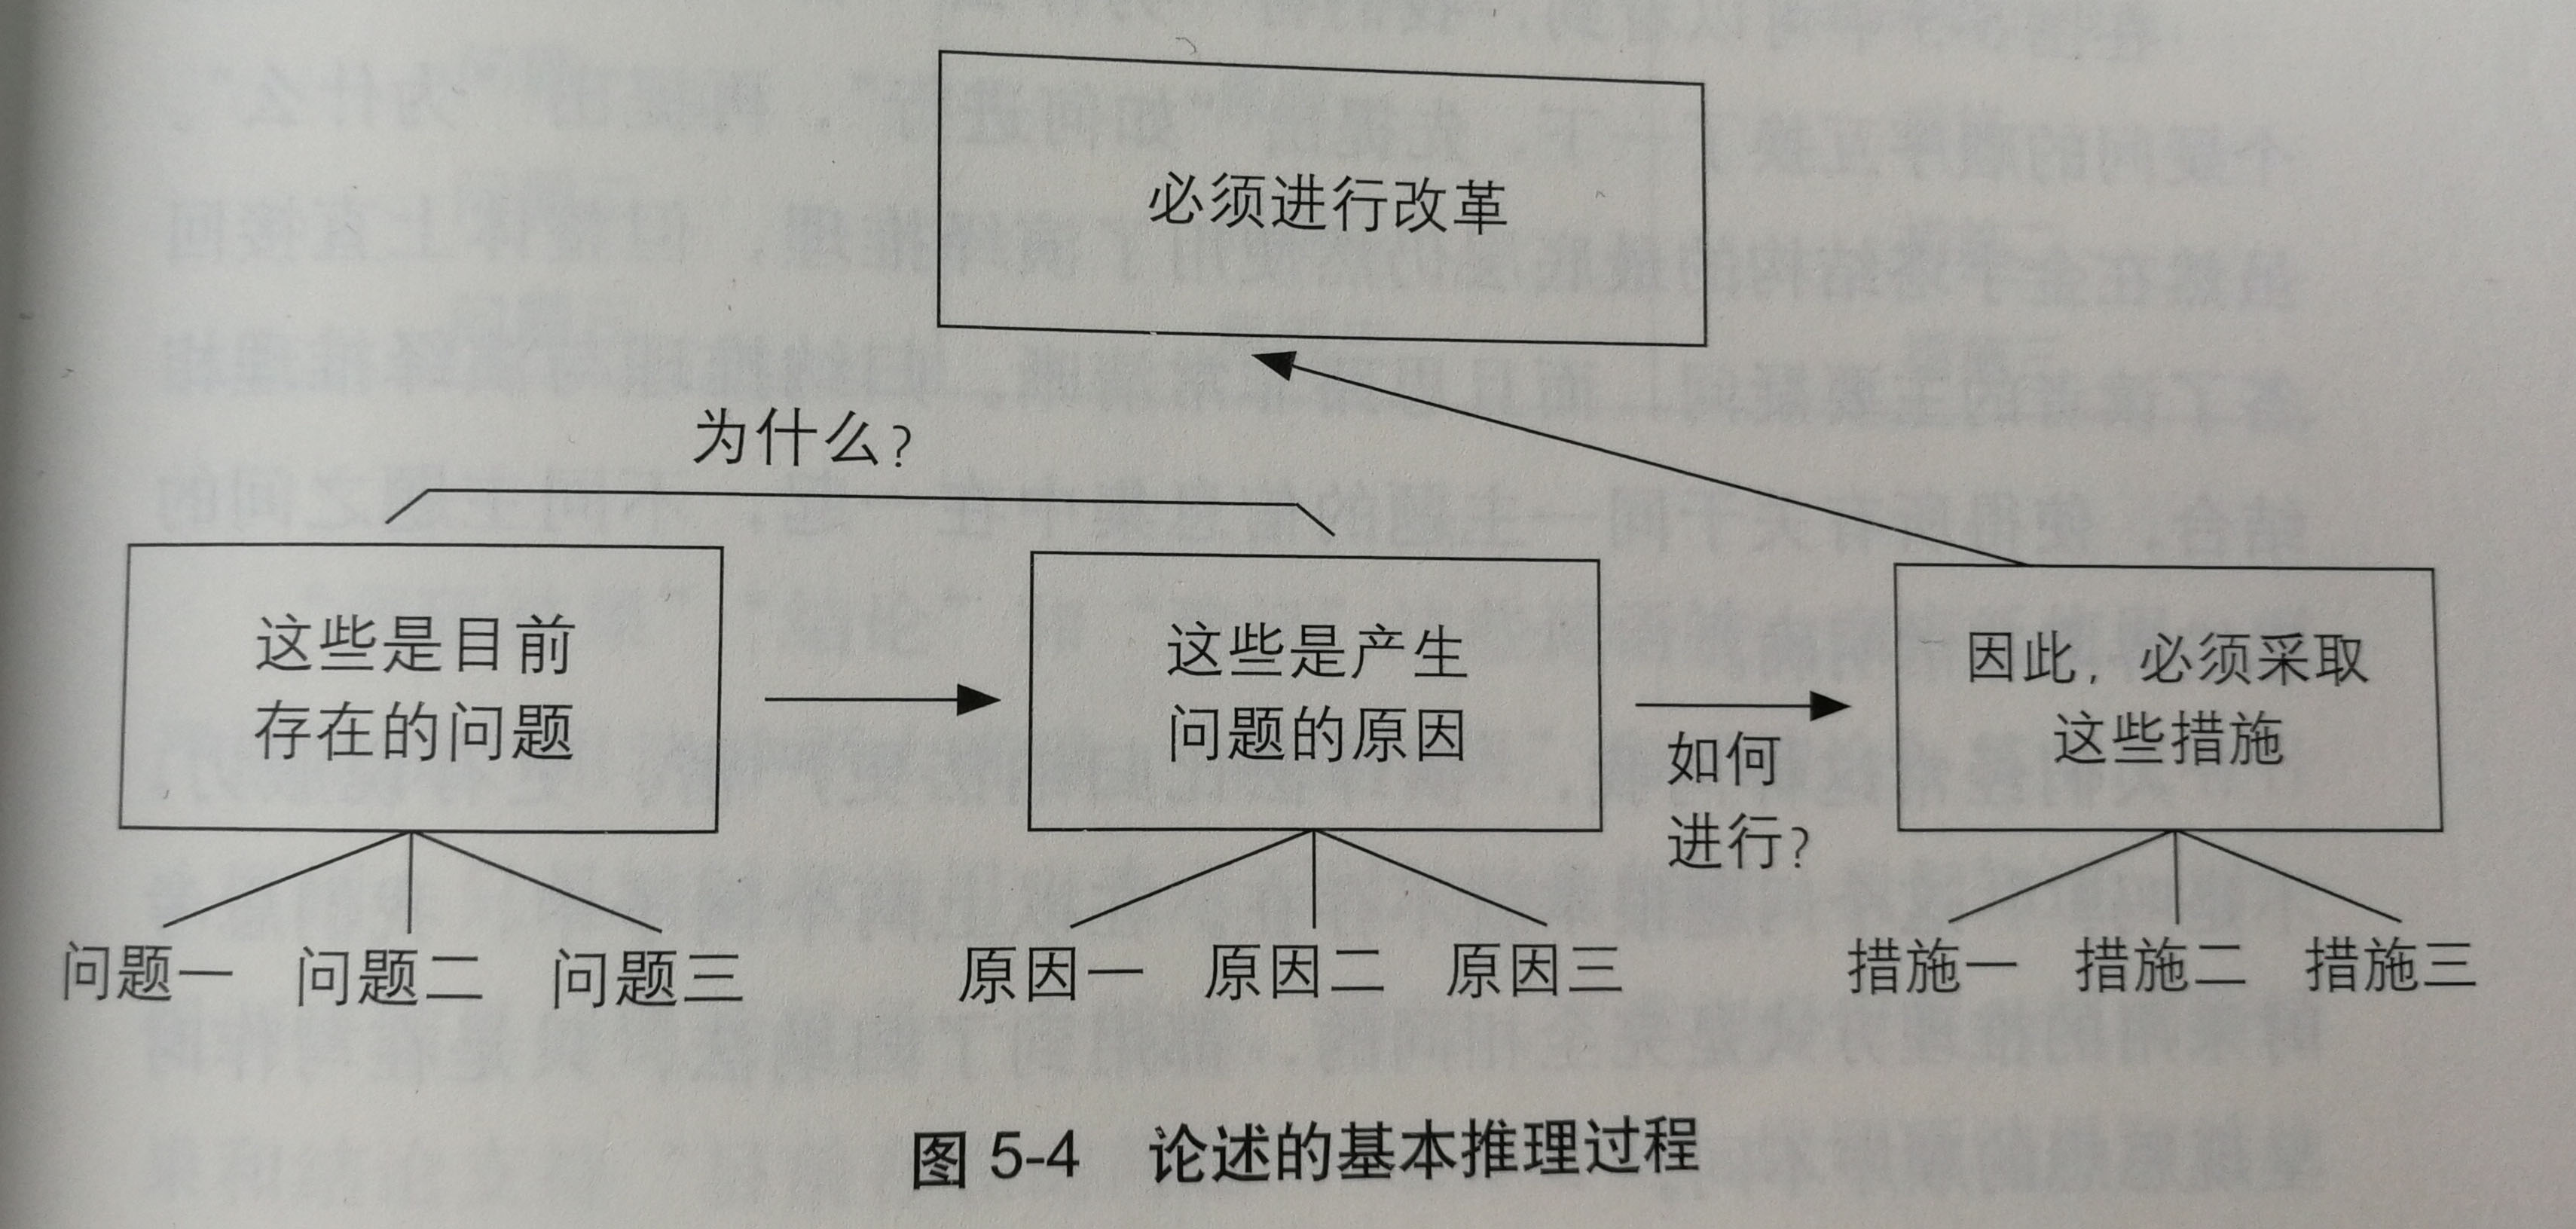 必须进行改革
为什么?
这些是目前
存在的问题
这些是产生
问题的原因
如何
进行?
因此，必须采取
这些措施
问题一 问题二 问题三
原因一 原因二 原因三
措施一 措施二 措施三
图 5-4 论述的基本推理过程